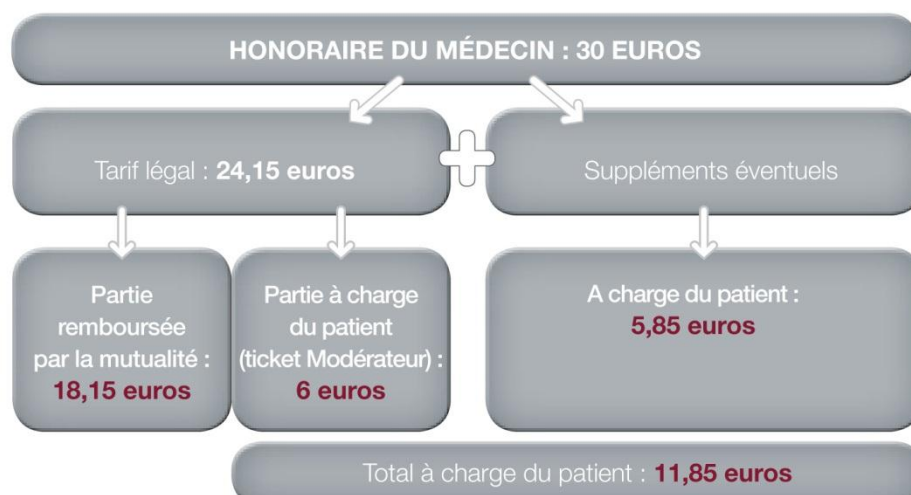 HONORAIRE DU MÉDECIN : 30 EUROS
Tarif légal : 24,15 euros
Suppléments éventuels
Partie
remboursée
par la mutualité :
18,15 euros
Partie à charge
du patient
(ticket Modérateur) :
6 euros
A charge du patient :
5,85 euros
Total à charge du patient : 11,85 euros